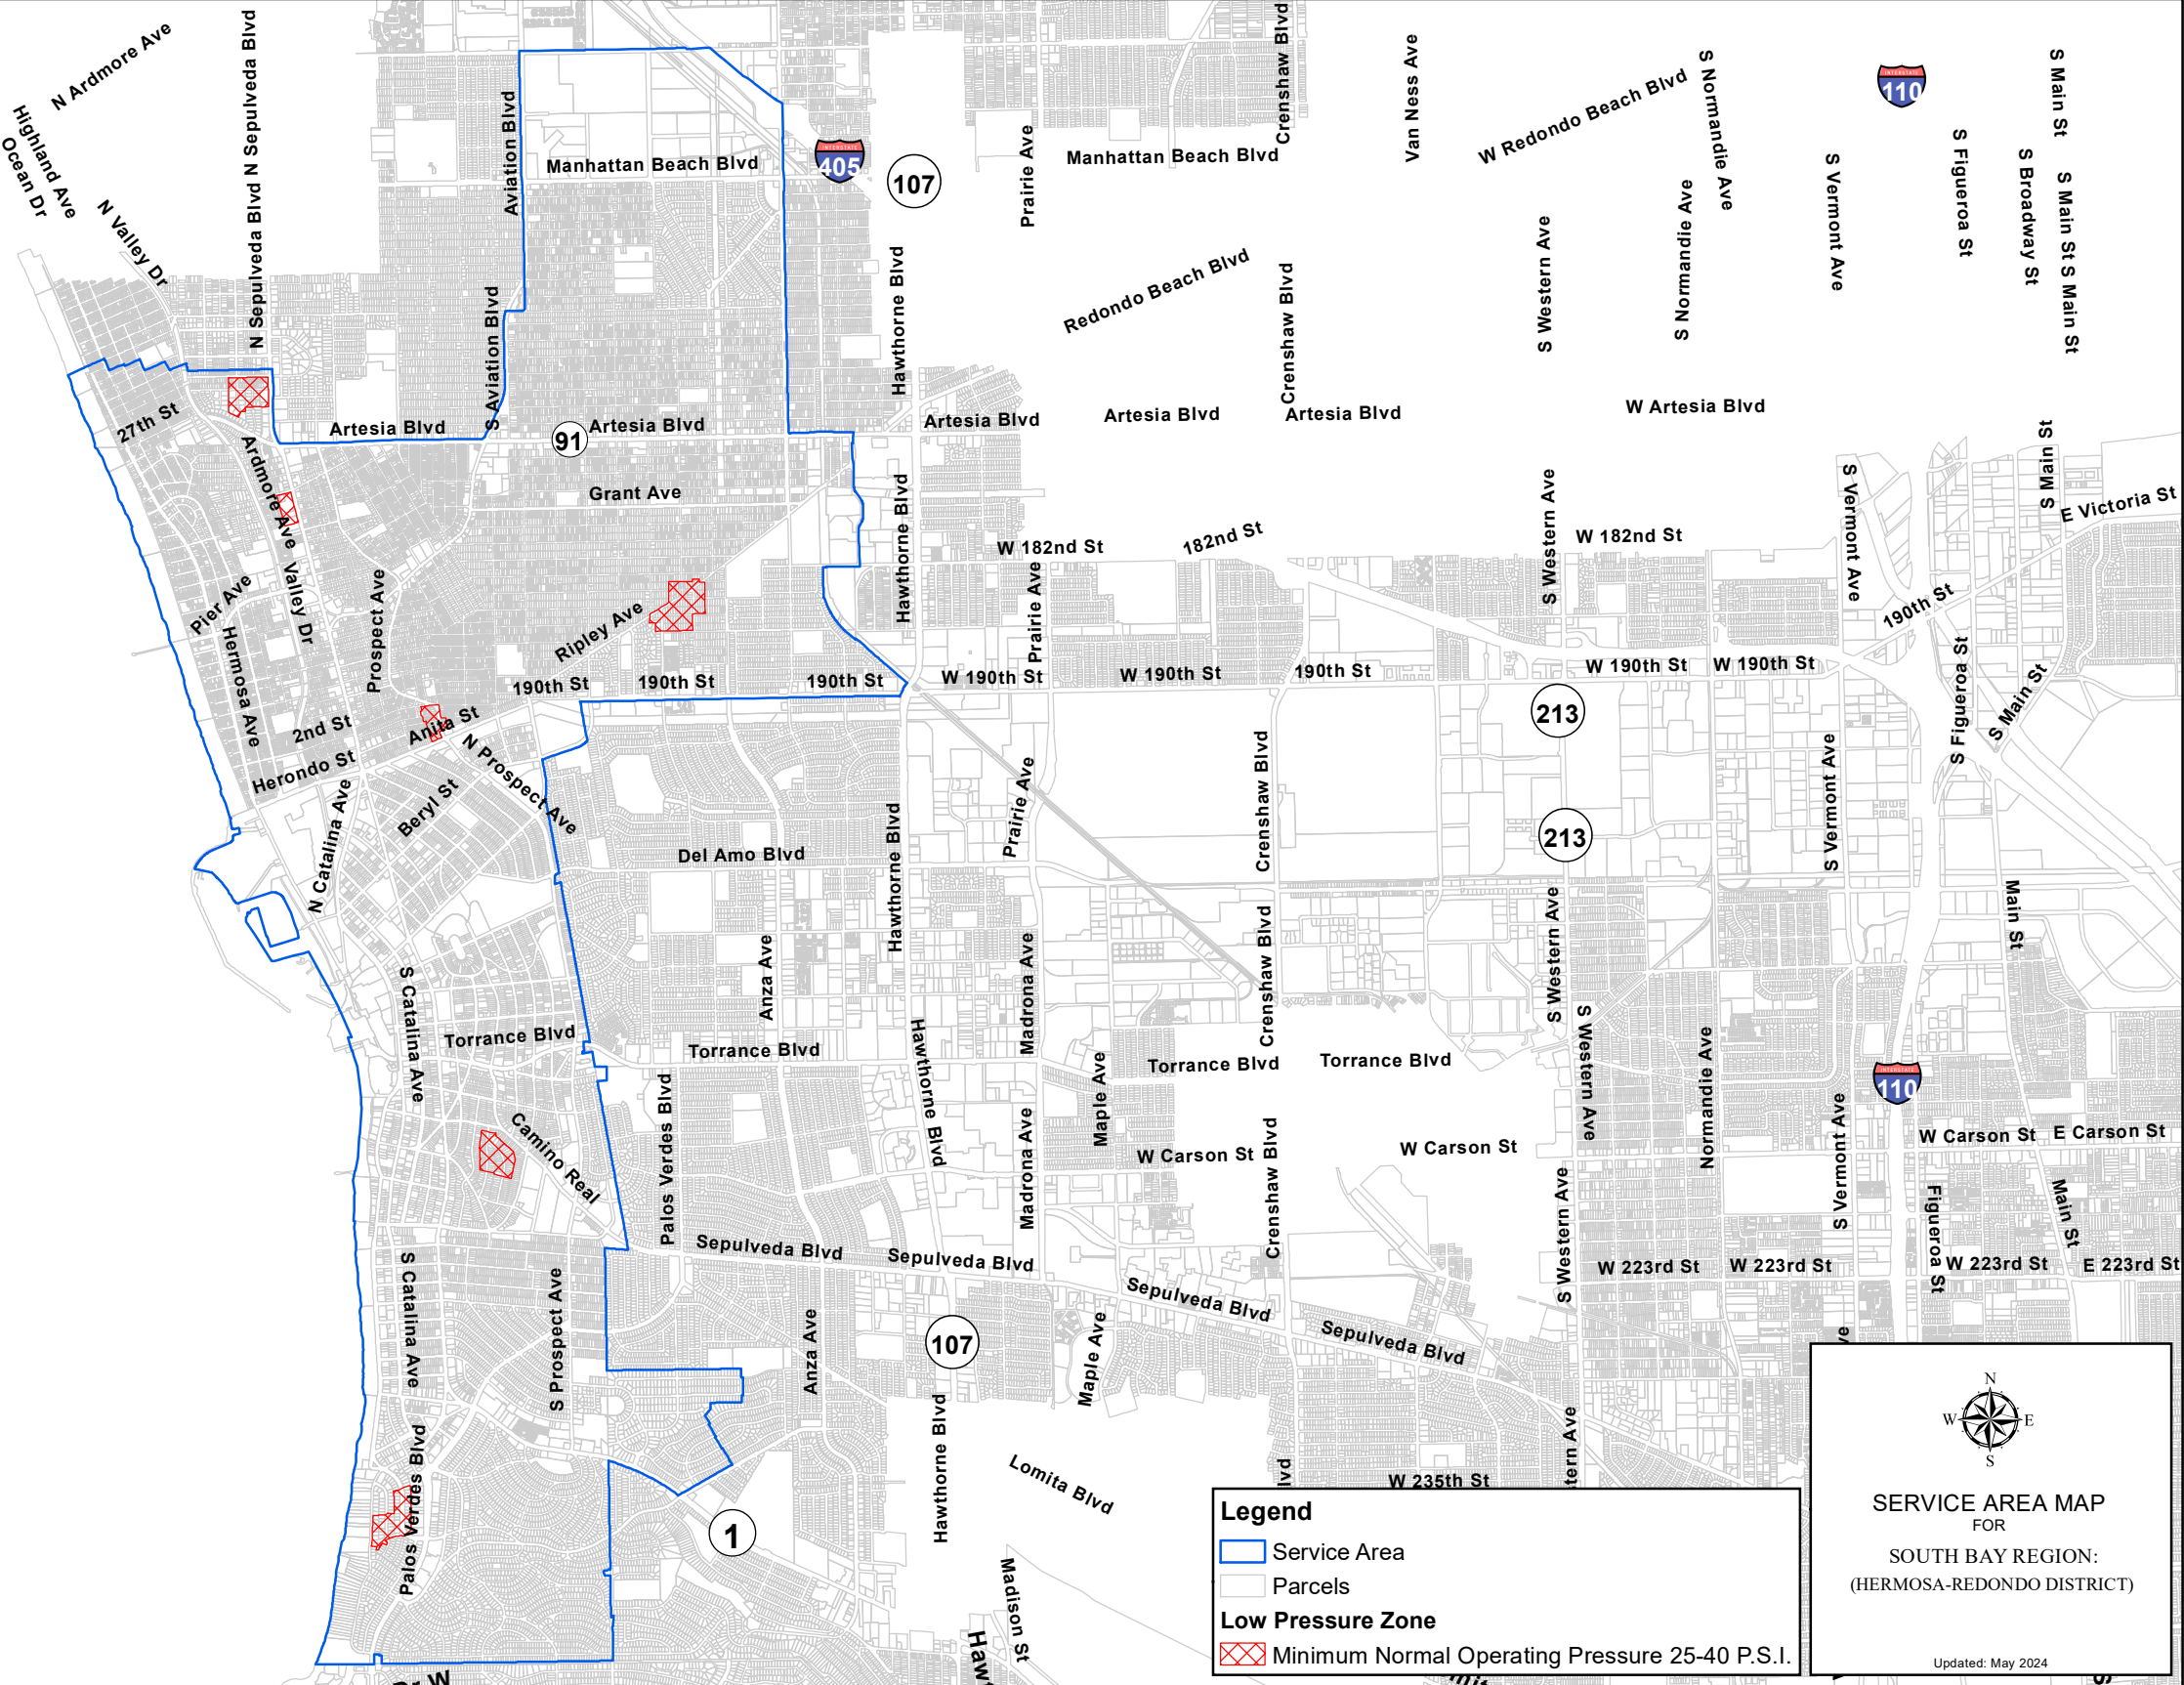 N Ardmore Ave
Highland Ave
Ocean Dr
N Valley Dr
N Sepulveda Blvd
N Sepulveda Blvd
Aviation Blvd
S Aviation Blvd
Manhattan Beach Blvd
INTERSTATE
405
107
Prairie Ave
Manhattan Beach Blvd
Crenshaw Blvd
Van Ness Ave
W Redondo Beach Blvd
S Normandie Ave
INTERSTATE
110
S Main St
S Vermont Ave
S Figueroa St
S Broadway St
S Main St
S Main St
Hawthorne Blvd
Redondo Beach Blvd
Crenshaw Blvd
S Western Ave
S Normandie Ave
27th St
Artesia Blvd
91
Artesia Blvd
Artesia Blvd
Artesia Blvd
Artesia Blvd
W Artesia Blvd
S Main St
E Victoria St
Ardmore Ave
Valley Dr
Grant Ave
Hawthorne Blvd
W 182nd St
182nd St
S Western Ave
W 182nd St
S Vermont Ave
Pier Ave
Hermosa Ave
Prospect Ave
Ripley Ave
Prairie Ave
190th St
190th St
190th St
190th St
W 190th St
W 190th St
190th St
W 190th St
W 190th St
213
S Figueroa St
S Main St
2nd St
Herondo St
Anita St
N Prospect Ave
Beryl St
N Catalina Ave
Del Amo Blvd
Hawthorne Blvd
Prairie Ave
Crenshaw Blvd
213
S Vermont Ave
Main St
S Catalina Ave
Anza Ave
Madrona Ave
Crenshaw Blvd
S Western Ave
Torrance Blvd
Torrance Blvd
Hawthorne Blvd
Maple Ave
Torrance Blvd
Torrance Blvd
S Western Ave
Normandie Ave
INTERSTATE
110
Camino Real
Palos Verdes Blvd
Madrona Ave
W Carson St
Crenshaw Blvd
W Carson St
S Vermont Ave
W Carson St
E Carson St
Sepulveda Blvd
Sepulveda Blvd
Sepulveda Blvd
Sepulveda Blvd
S Western Ave
W 223rd St
W 223rd St
Figueroa St
W 223rd St
Main St
E 223rd St
S Catalina Ave
S Prospect Ave
Anza Ave
107
Maple Ave
Palos Verdes Blvd
Hawthorne Blvd
Lomita Blvd
W 235th St
1
Madison St
Legend
Service Area
Parcels
Low Pressure Zone
Minimum Normal Operating Pressure 25-40 P.S.I.
N
W E
S
SERVICE AREA MAP
FOR
SOUTH BAY REGION:
(HERMOSA-REDONDO DISTRICT)
Updated: May 2024